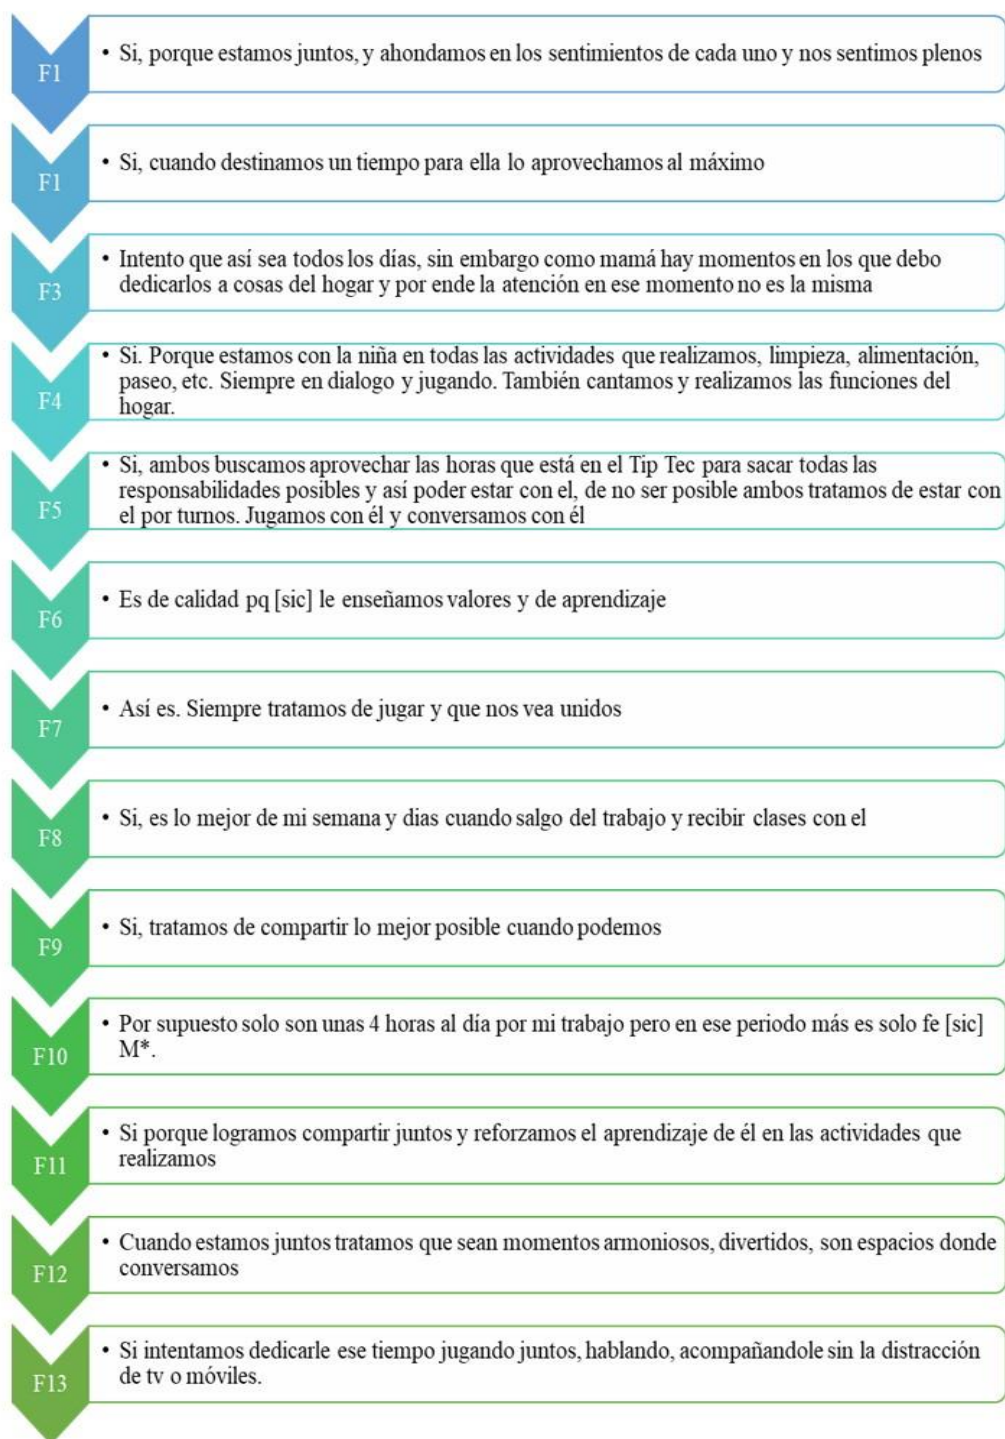 F1
• Si, porque estamos juntos, y ahondamos en los sentimientos de cada uno y nos sentimos plenos
F1
• Si, cuando destinamos un tiempo para ella lo aprovechamos al máximo
F3
• Intento que así sea todos los días, sin embargo como mamá hay momentos en los que debo
dedicarlos a cosas del hogar y por ende la atención en ese momento no es la misma
F4
• Si. Porque estamos con la niña en todas las actividades que realizamos, limpieza, alimentación,
paseo, etc. Siempre en dialogo y jugando. También cantamos y realizamos las funciones del
hogar.
F5
• Si, ambos buscamos aprovechar las horas que está en el Tip Tec para sacar todas las
responsabilidades posibles y así poder estar con el, de no ser posible ambos tratamos de estar con
el por turnos. Jugamos con él y conversamos con él
F6
• Es de calidad pq [sic] le enseñamos valores y de aprendizaje
F7
• Así es. Siempre tratamos de jugar y que nos vea unidos
F8
• Si, es lo mejor de mi semana y dias cuando salgo del trabajo y recibir clases con el
F9
• Si, tratamos de compartir lo mejor posible cuando podemos
F10
• Por supuesto solo son unas 4 horas al día por mi trabajo pero en ese periodo más es solo fe [sic]
M*.
F11
• Si porque logramos compartir juntos y reforzamos el aprendizaje de él en las actividades que
realizamos
F12
• Cuando estamos juntos tratamos que sean momentos armoniosos, divertidos, son espacios donde
conversamos
F13
• Si intentamos dedicarle ese tiempo jugando juntos, hablando, acompañandole sin la distracción
de tv o móviles.